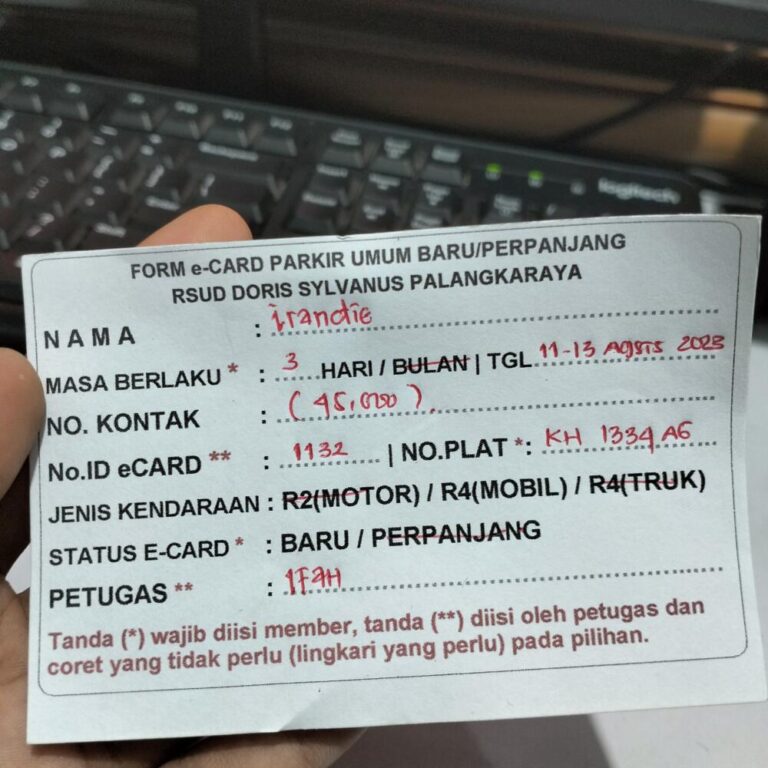 logitech
FORM e-CARD PARKIR UMUM BARU/PERPANJANG
RSUD DORIS SYLVANUS PALANGKARAYA
NAMA : irandie
MASA BERLAKU * : 3 HARI / BULAN | TGL 11-13 Agsts 2023
NO. KONTAK : (45,000)
No.ID eCARD ** : 1132 | NO.PLAT *: KH 1334 AG
JENIS KENDARAAN : R2(MOTOR) / R4(MOBIL) / R4(TRUK)
STATUS E-CARD * : BARU / PERPANJANG
PETUGAS ** : IFAH
Tanda (*) wajib diisi member, tanda (**) diisi oleh petugas dan
coret yang tidak perlu (lingkari yang perlu) pada pilihan.